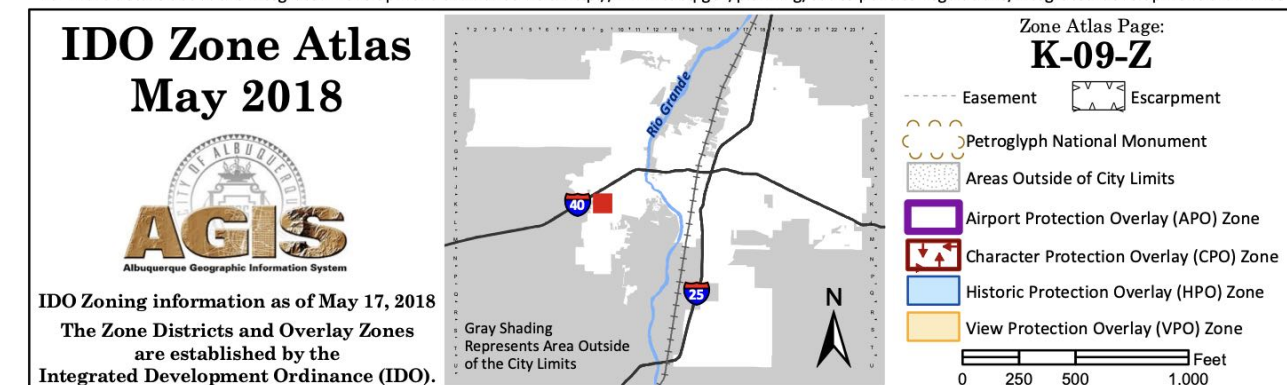 IDO Zone Atlas
May 2018
CITY OF ALBUQUERQUE
AGIS
Albuquerque Geographic Information System
IDO Zoning information as of May 17, 2018
The Zone Districts and Overlay Zones
are established by the
Integrated Development Ordinance (IDO).
Rio Grande
40
25
Gray Shading
Represents Area Outside
of the City Limits
N
Zone Atlas Page:
K-09-Z
Easement
Escarpment
Petroglyph National Monument
Areas Outside of City Limits
Airport Protection Overlay (APO) Zone
Character Protection Overlay (CPO) Zone
Historic Protection Overlay (HPO) Zone
View Protection Overlay (VPO) Zone
Feet
0 250 500 1,000